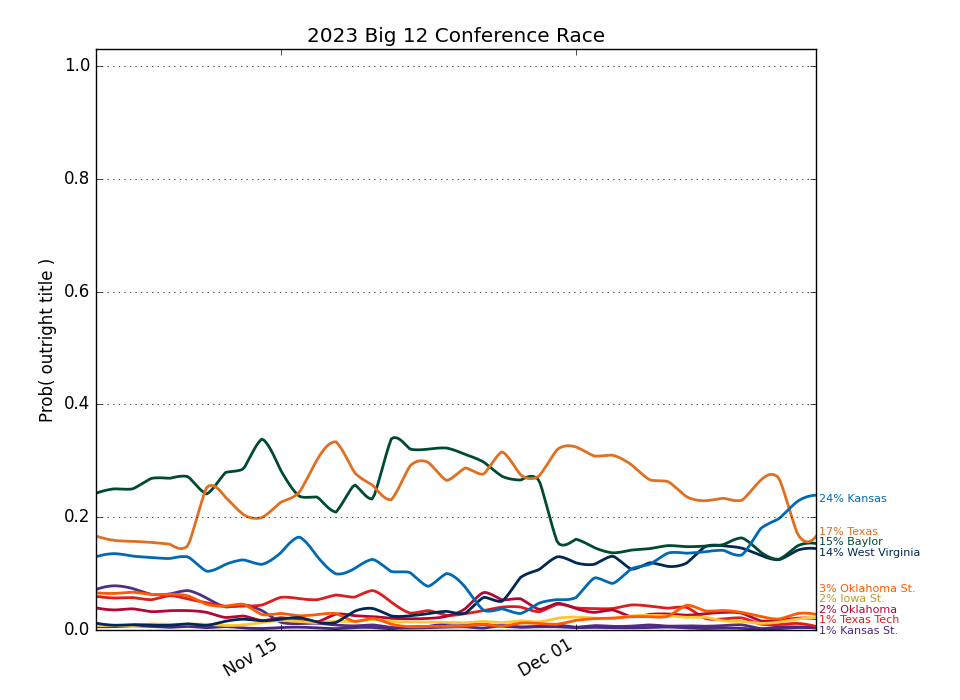 2023 Big 12 Conference Race
Prob( outright title )
1.0
0.8
0.6
0.4
0.2
0.0
Nov 15
Dec 01
24% Kansas
17% Texas
15% Baylor
14% West Virginia
3% Oklahoma St.
2% Iowa St.
2% Oklahoma
1% Texas Tech
1% Kansas St.